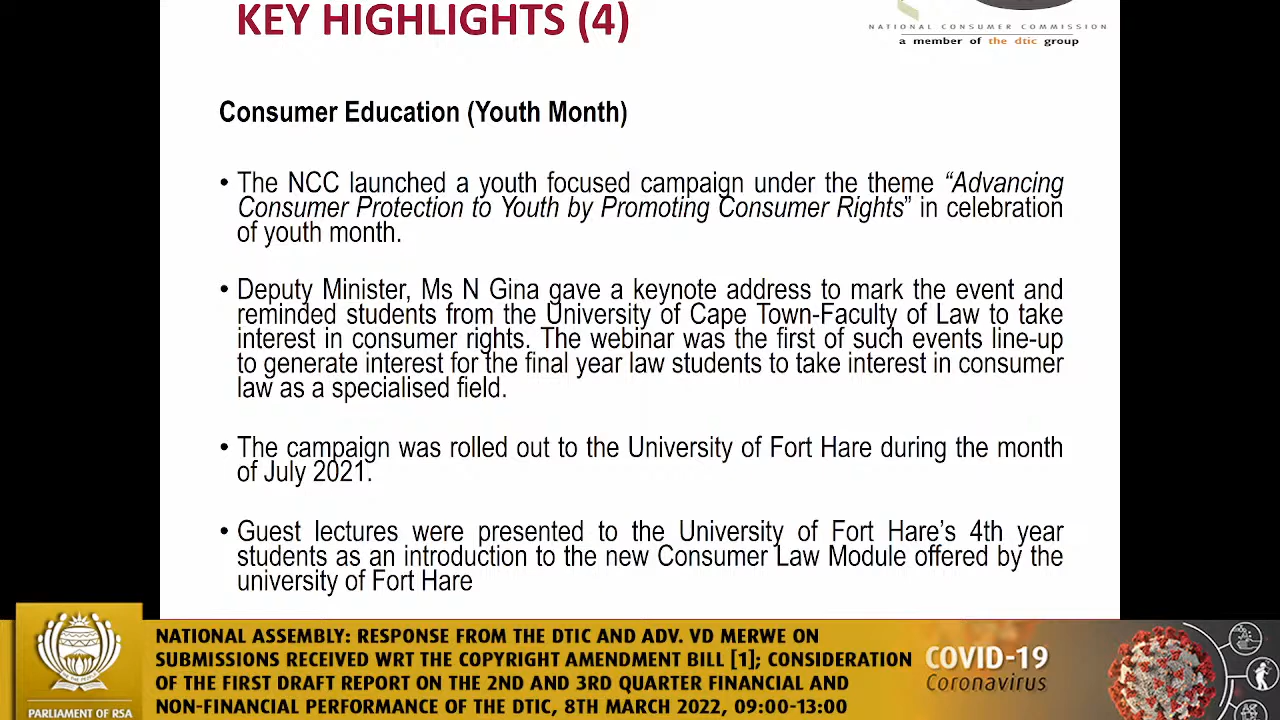 KEY HIGHLIGHTS (4)
NATIONAL CONSUMER COMMISSION
a member of the dtic group
Consumer Education (Youth Month)
• The NCC launched a youth focused campaign under the theme “Advancing
Consumer Protection to Youth by Promoting Consumer Rights” in celebration
of youth month.
• Deputy Minister, Ms N Gina gave a keynote address to mark the event and
reminded students from the University of Cape Town-Faculty of Law to take
interest in consumer rights. The webinar was the first of such events line-up
to generate interest for the final year law students to take interest in consumer
law as a specialised field.
• The campaign was rolled out to the University of Fort Hare during the month
of July 2021.
• Guest lectures were presented to the University of Fort Hare’s 4th year
students as an introduction to the new Consumer Law Module offered by the
university of Fort Hare
PARLIAMENT OF RSA
NATIONAL ASSEMBLY: RESPONSE FROM THE DTIC AND ADV. VD MERWE ON
SUBMISSIONS RECEIVED WRT THE COPYRIGHT AMENDMENT BILL [1]; CONSIDERATION
OF THE FIRST DRAFT REPORT ON THE 2ND AND 3RD QUARTER FINANCIAL AND
NON-FINANCIAL PERFORMANCE OF THE DTIC, 8TH MARCH 2022, 09:00-13:00
COVID-19
Coronavirus